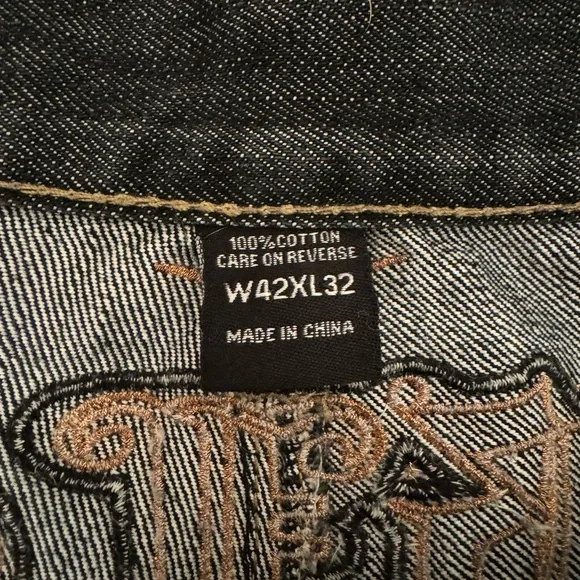 100%COTTON
CARE ON REVERSE
W42XL32
MADE IN CHINA